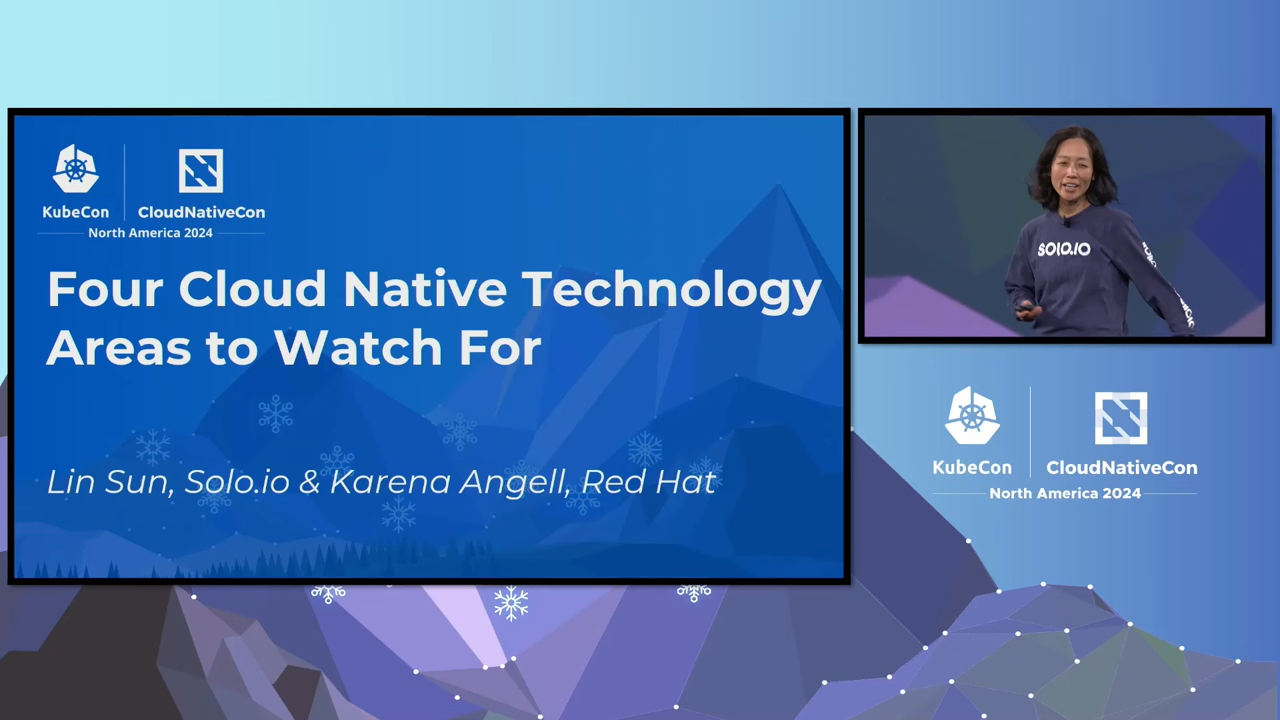 KubeCon
CloudNativeCon
North America 2024
Four Cloud Native Technology
Areas to Watch For
Lin Sun, Solo.io & Karena Angell, Red Hat
SOLO.IO
KubeCon
CloudNativeCon
North America 2024